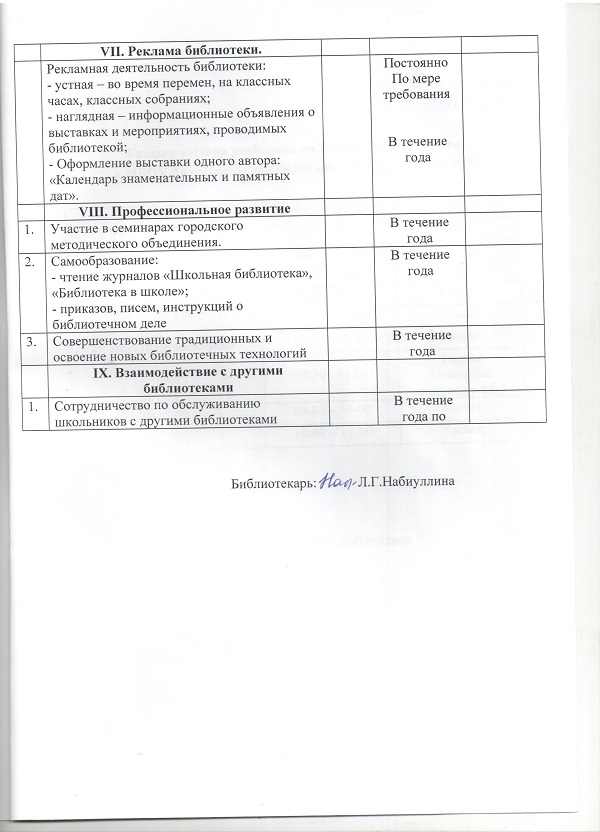 VII. Реклама библиотеки.
Рекламная деятельность библиотеки:
- устная – во время перемен, на классных
часах, классных собраниях;
- наглядная – информационные объявления о
выставках и мероприятиях, проводимых
библиотекой;
- Оформление выставки одного автора:
«Календарь знаменательных и памятных
дат».
Постоянно
По мере
требования
В течение
года
VIII. Профессиональное развитие
1. Участие в семинарах городского
методического объединения.
В течение
года
2. Самообразование:
- чтение журналов «Школьная библиотека»,
«Библиотека в школе»;
- приказов, писем, инструкций о
библиотечном деле
В течение
года
3. Совершенствование традиционных и
освоение новых библиотечных технологий
В течение
года
IX. Взаимодействие с другими
библиотеками
1. Сотрудничество по обслуживанию
школьников с другими библиотеками
В течение
года по
Библиотекарь: Л.Г.Набиуллина